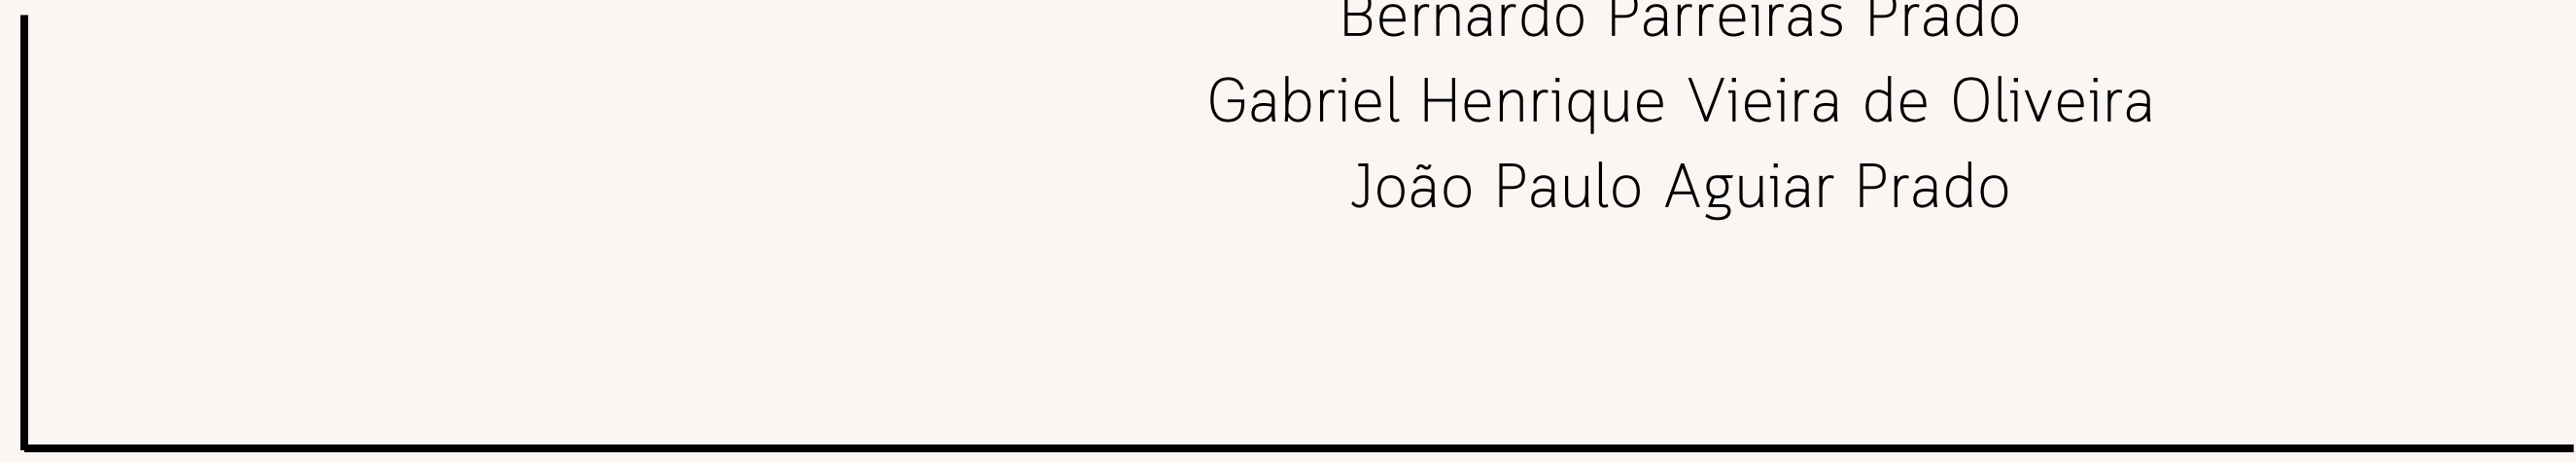 Bernardo Parreiras Prado
Gabriel Henrique Vieira de Oliveira
João Paulo Aguiar Prado